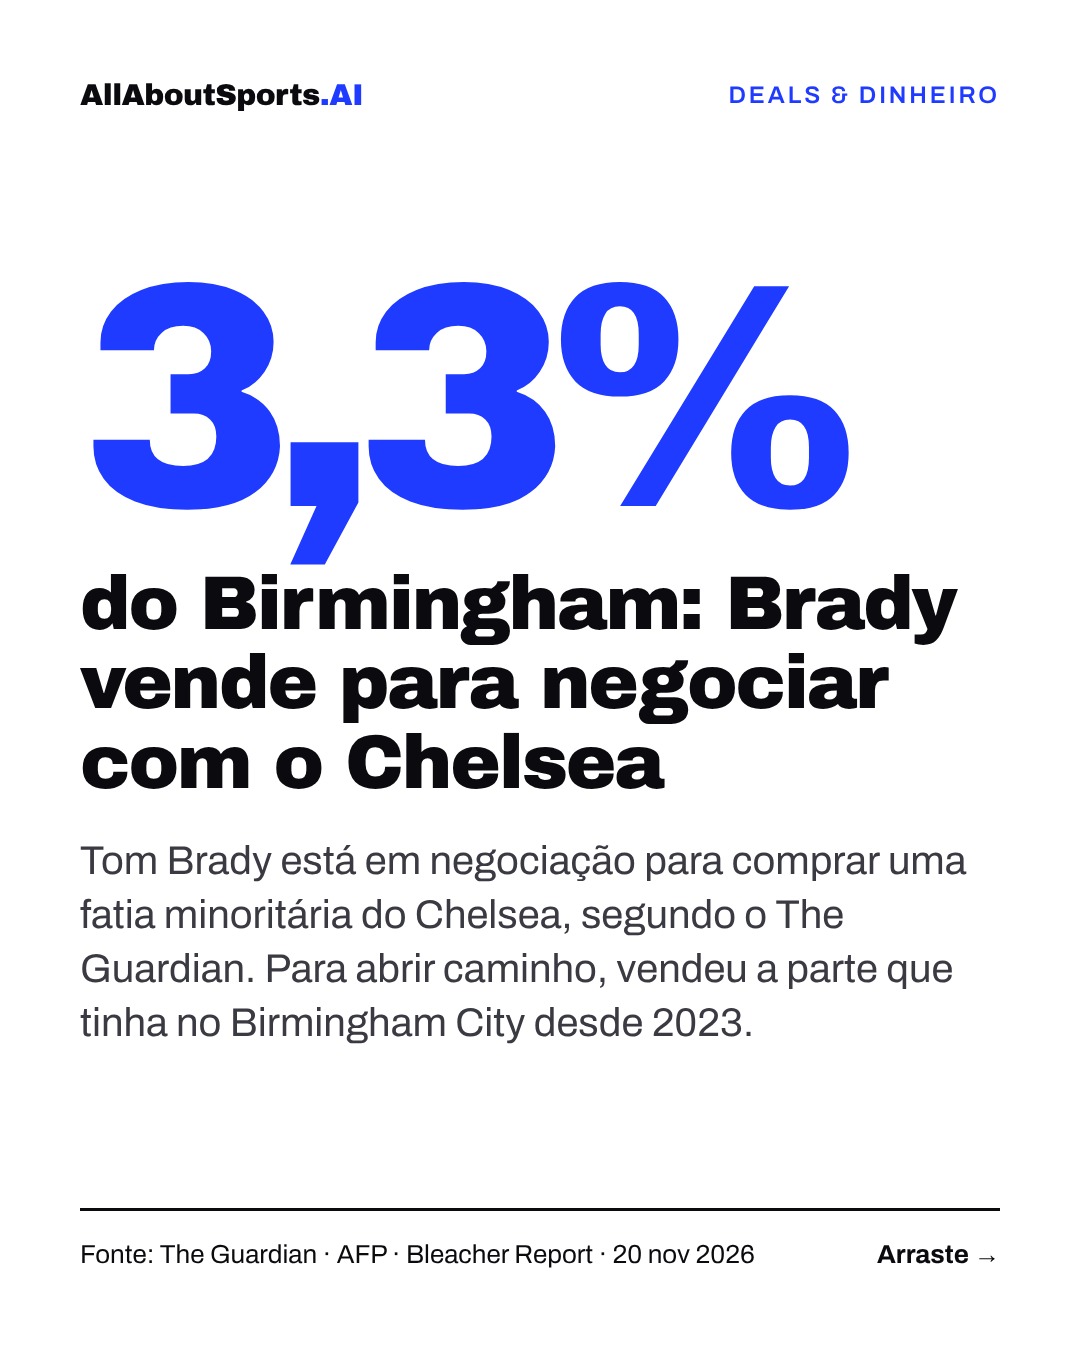 AllAboutSports.AI
DEALS & DINHEIRO
3,3%
do Birmingham: Brady
vende para negociar
com o Chelsea
Tom Brady está em negociação para comprar uma
fatia minoritária do Chelsea, segundo o The
Guardian. Para abrir caminho, vendeu a parte que
tinha no Birmingham City desde 2023.
Fonte: The Guardian · AFP · Bleacher Report · 20 nov 2026
Arraste →